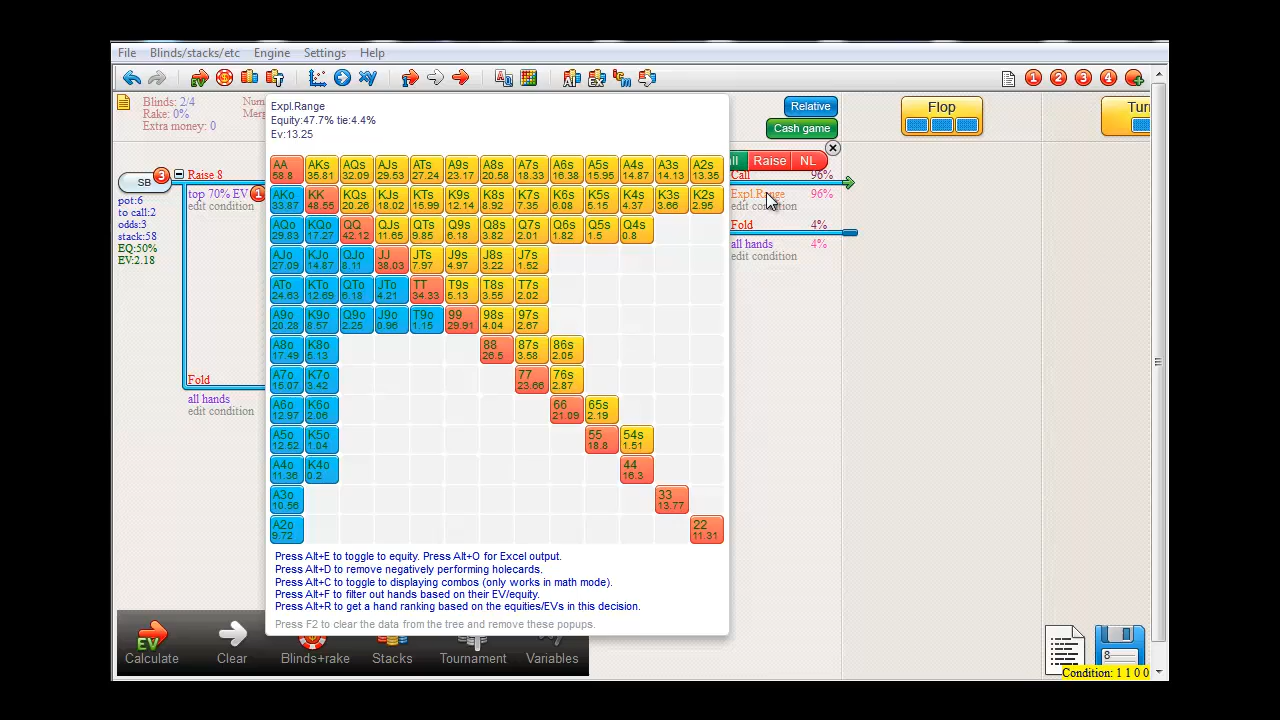 File Blinds/stacks/etc Engine Settings Help
1 2 3 4
Blinds: 2/4
Rake: 0%
Extra money: 0
Expl.Range
Equity:47.7% tie:4.4%
Ev:13.25
AA 58.8 AKs 35.81 AQs 32.09 AJs 29.53 ATs 27.24 A9s 23.17 A8s 20.58 A7s 18.33 A6s 16.38 A5s 15.95 A4s 14.87 A3s 14.13 A2s 13.35
AKo 33.87 KK 48.55 KQs 20.26 KJs 18.02 KTs 15.99 K9s 12.14 K8s 8.92 K7s 7.36 K6s 6.08 K5s 5.15 K4s 4.37 K3s 3.66 K2s 2.95
AQo 29.83 KQo 17.27 QQ 42.12 QJs 11.65 QTs 9.85 Q9s 6.18 Q8s 3.82 Q7s 2.01 Q6s 1.82 Q5s 1.5 Q4s 0.8
AJo 27.09 KJo 14.87 QJo 8.11 JJ 38.03 JTs 7.97 J9s 4.97 J8s 3.22 J7s 1.52
ATo 24.63 KTo 12.69 QTo 6.18 JTo 4.21 TT 34.33 T9s 5.13 T8s 3.55 T7s 2.02
A9o 20.28 K9o 8.57 Q9o 2.25 J9o 0.96 T9o 1.15 99 29.91 98s 4.04 97s 2.67
A8o 17.49 K8o 5.13 88 26.5 87s 3.58 86s 2.05
A7o 15.07 K7o 3.42 77 23.66 76s 2.87
A6o 12.97 K6o 2.06 66 21.09 65s 2.19
A5o 12.52 K5o 1.04 55 18.8 54s 1.51
A4o 11.36 K4o 0.2 44 16.3
A3o 10.56 33 13.77
A2o 9.72 22 11.31
Press Alt+E to toggle to equity. Press Alt+O for Excel output.
Press Alt+D to remove negatively performing holecards.
Press Alt+C to toggle to displaying combos (only works in math mode).
Press Alt+F to filter out hands based on their EV/equity.
Press Alt+R to get a hand ranking based on the equities/EVs in this decision.
Press F2 to clear the data from the tree and remove these popups.
Relative
Cash game
Flop
Raise NL
SB 3
Raise 8
top 70% EV 1
edit condition
pot:6
to call:2
odds:3
stack:58
EQ:50%
EV:2.18
Fold
all hands
edit condition
Call 96%
Expl.Range 96%
edit condition
Fold 4%
all hands 4%
edit condition
EV
Calculate Clear Blinds+rake Stacks Tournament Variables
8
Condition: 1 1 0 0